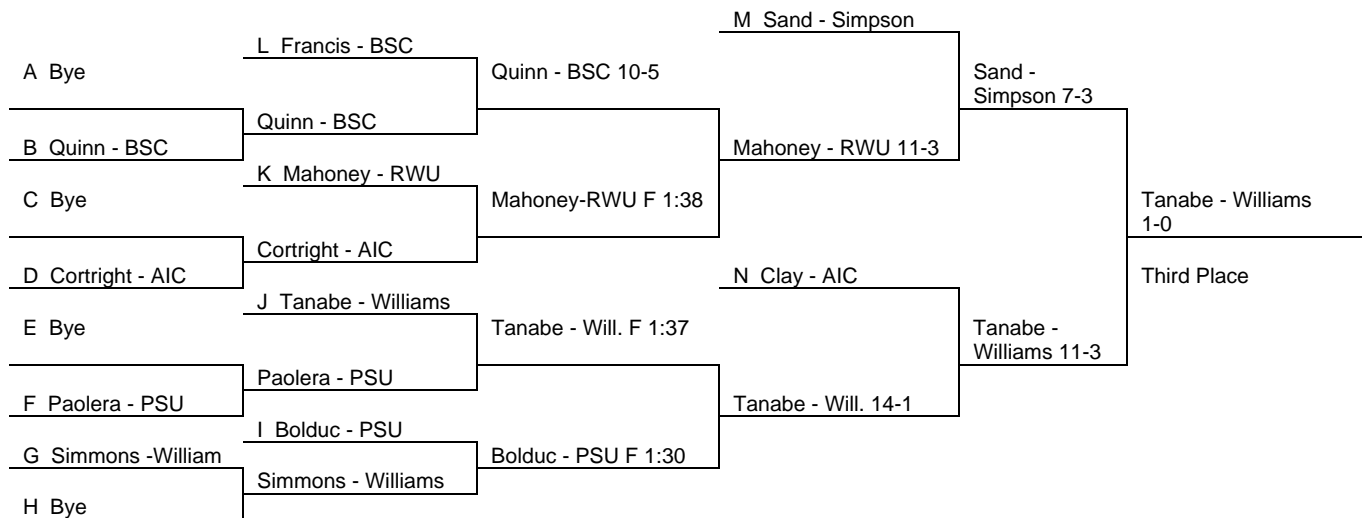 M Sand - Simpson
L Francis - BSC
A Bye
Quinn - BSC 10-5
Sand -
Simpson 7-3
Quinn - BSC
B Quinn - BSC
Mahoney - RWU 11-3
K Mahoney - RWU
C Bye
Mahoney-RWU F 1:38
Tanabe - Williams
1-0
Cortright - AIC
D Cortright - AIC
N Clay - AIC
Third Place
J Tanabe - Williams
E Bye
Tanabe - Will. F 1:37
Tanabe -
Williams 11-3
Paolera - PSU
F Paolera - PSU
Tanabe - Will. 14-1
I Bolduc - PSU
G Simmons -William
Bolduc - PSU F 1:30
Simmons - Williams
H Bye